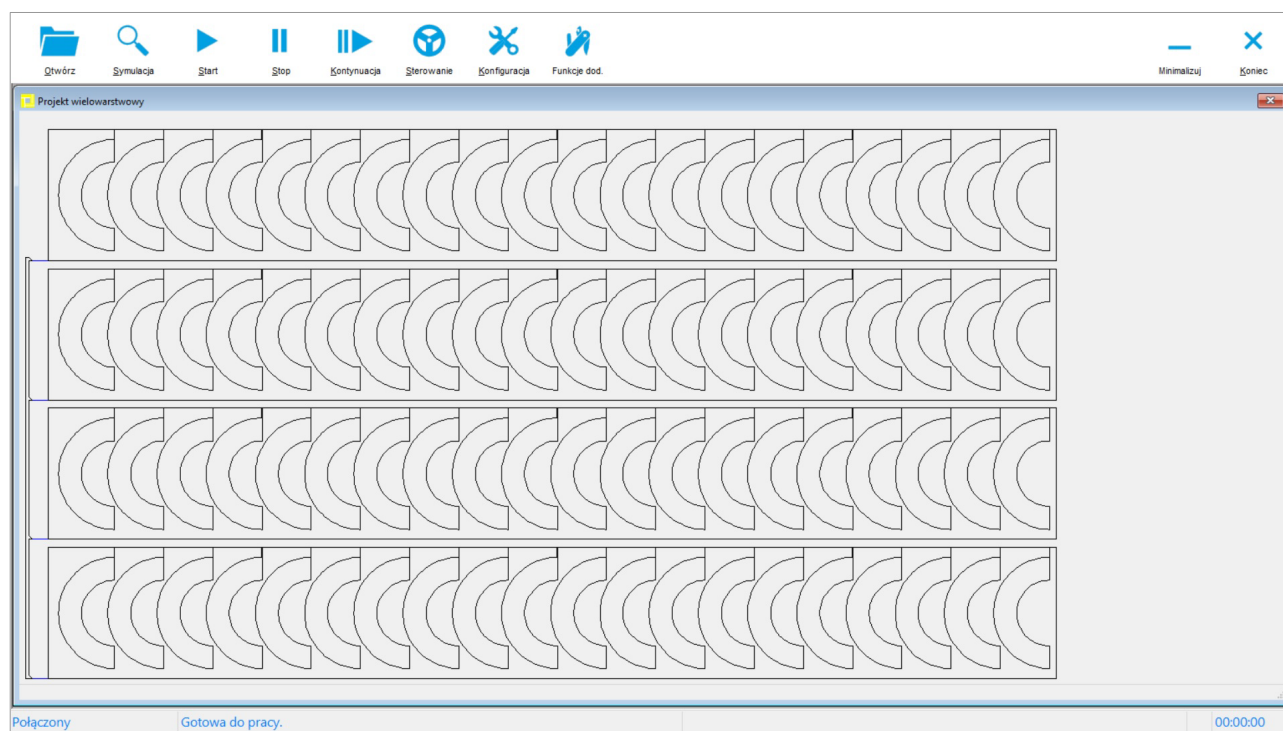 Otwórz Symulacja Start Stop Kontynuacja Sterowanie Konfiguracja Funkcje dod. Minimalizuj Koniec
Projekt wielowarstwowy
Połączony Gotowa do pracy. 00:00:00